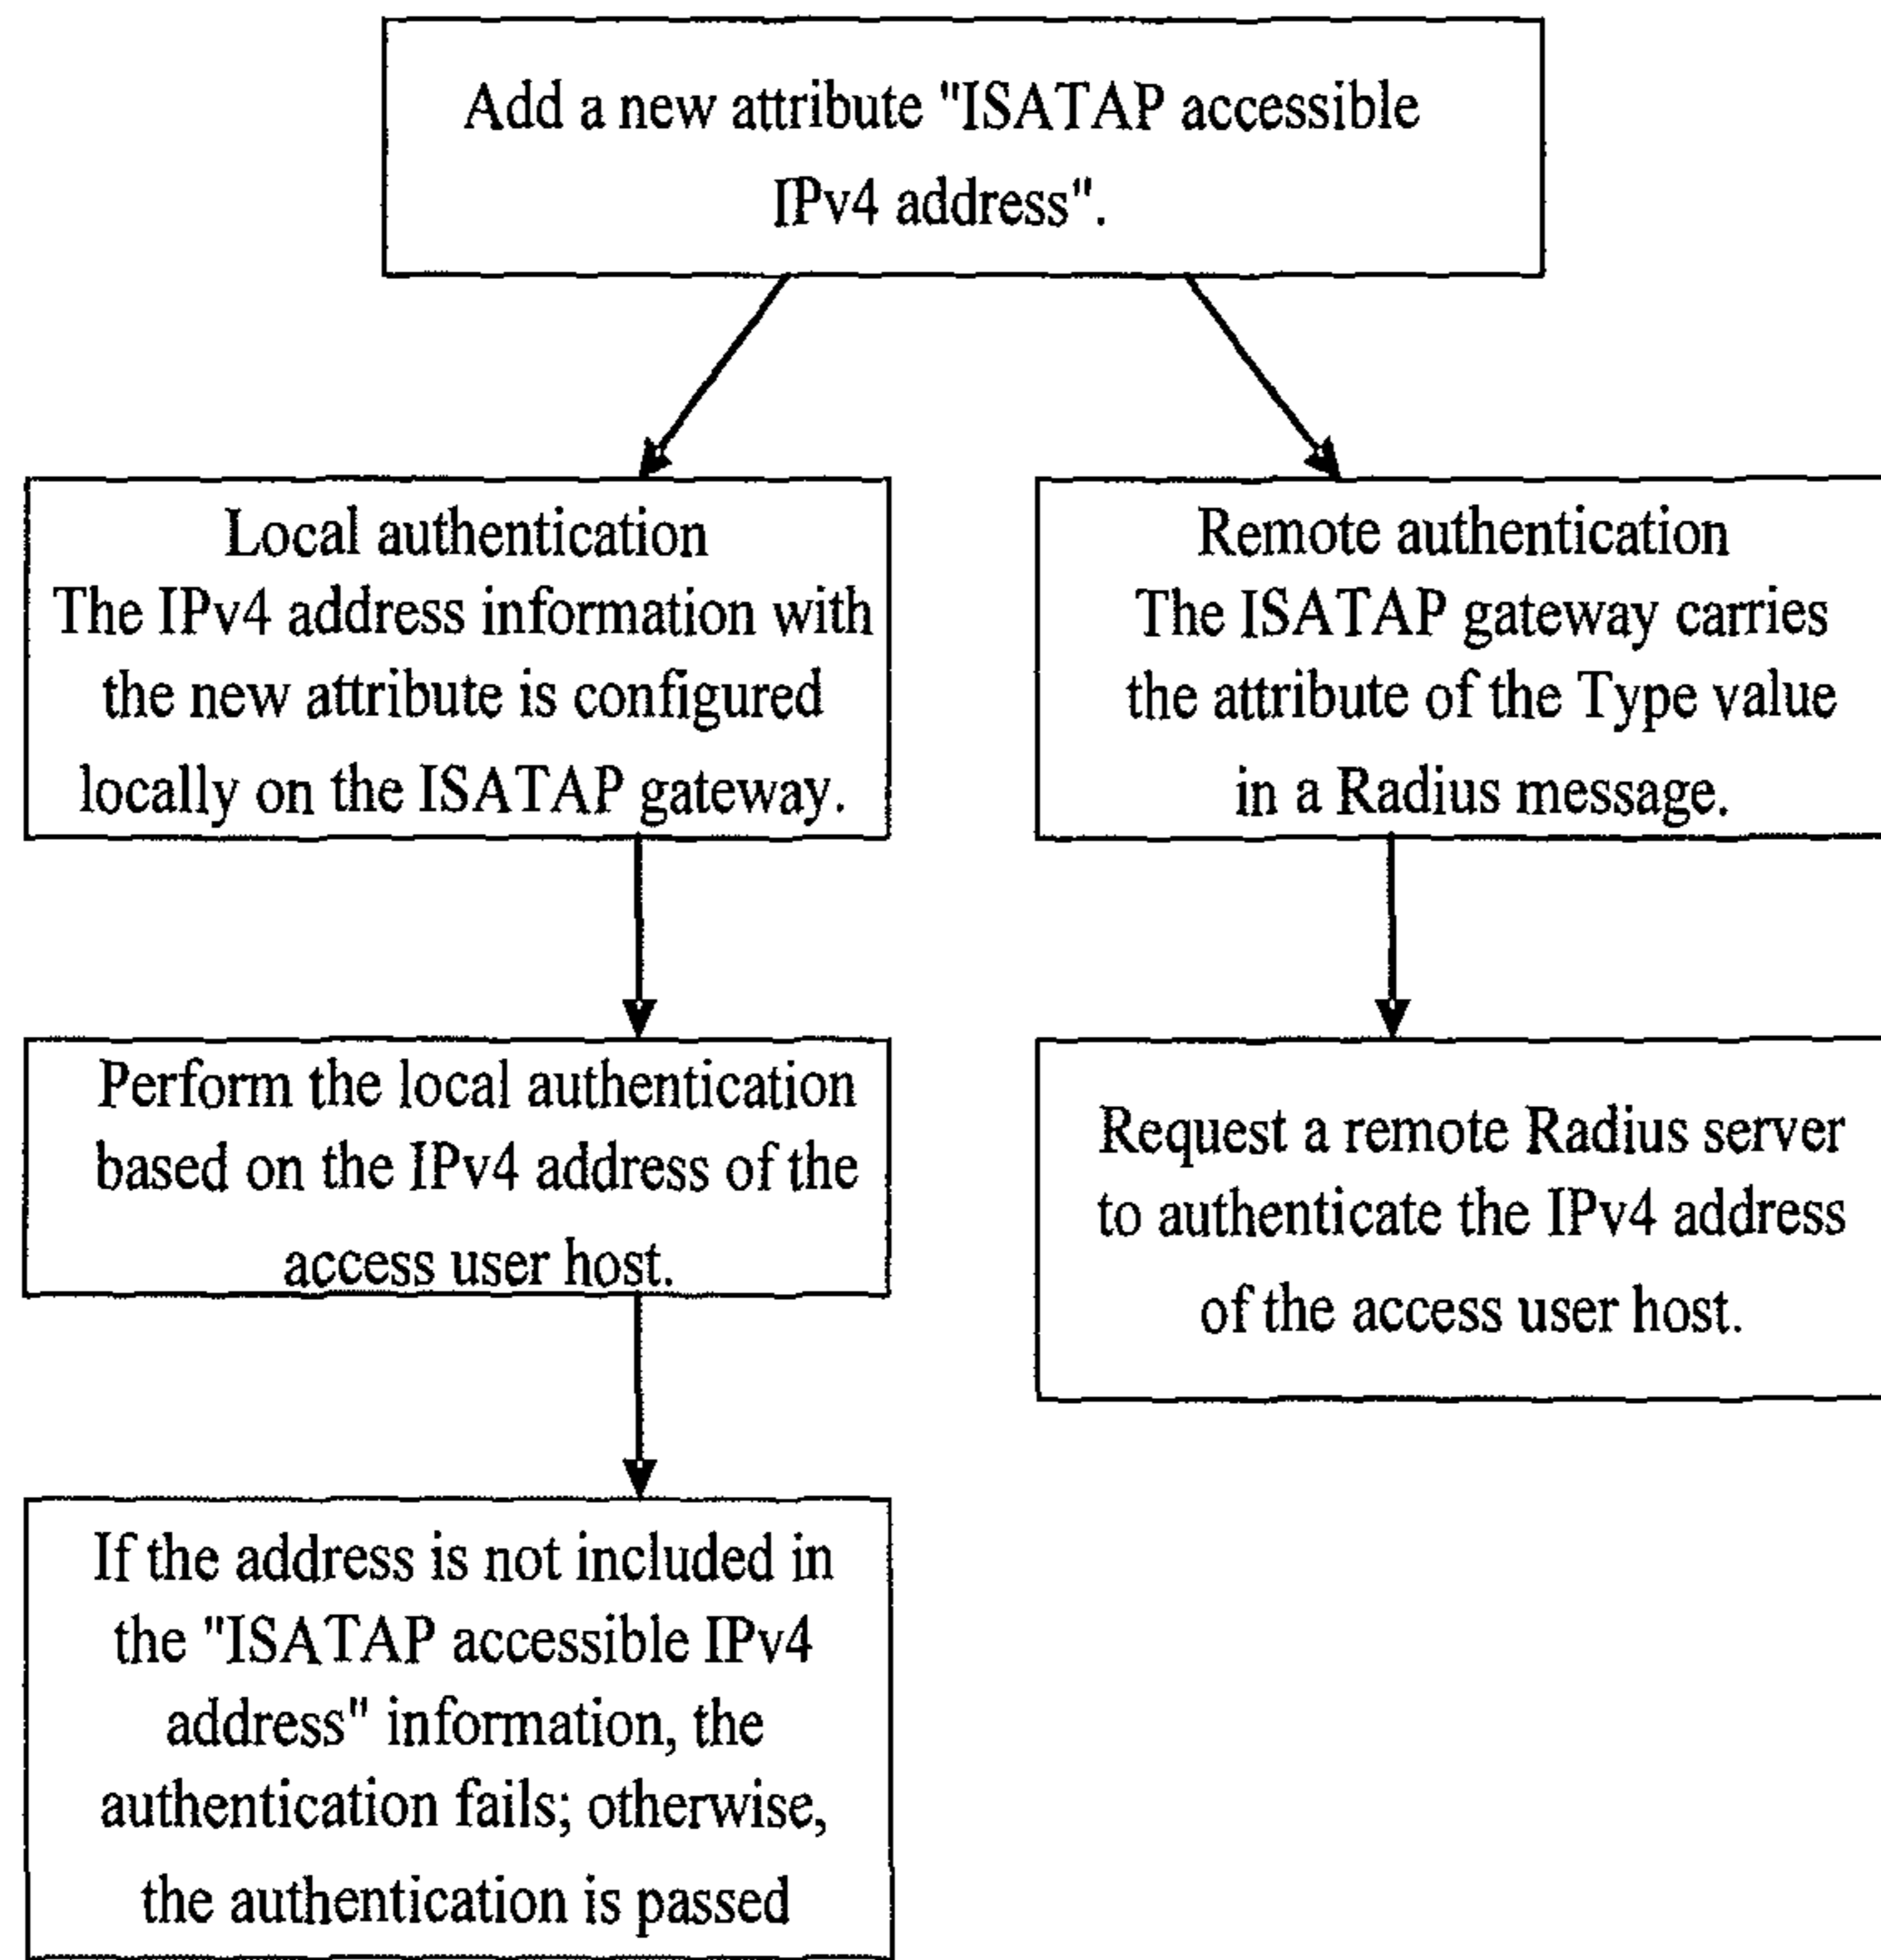 Add a new attribute "ISATAP accessible
IPv4 address".
Local authentication
The IPv4 address information with
the new attribute is configured
locally on the ISATAP gateway.
Remote authentication
The ISATAP gateway carries
the attribute of the Type value
in a Radius message.
Perform the local authentication
based on the IPv4 address of the
access user host.
Request a remote Radius server
to authenticate the IPv4 address
of the access user host.
If the address is not included in
the "ISATAP accessible IPv4
address" information, the
authentication fails; otherwise,
the authentication is passed